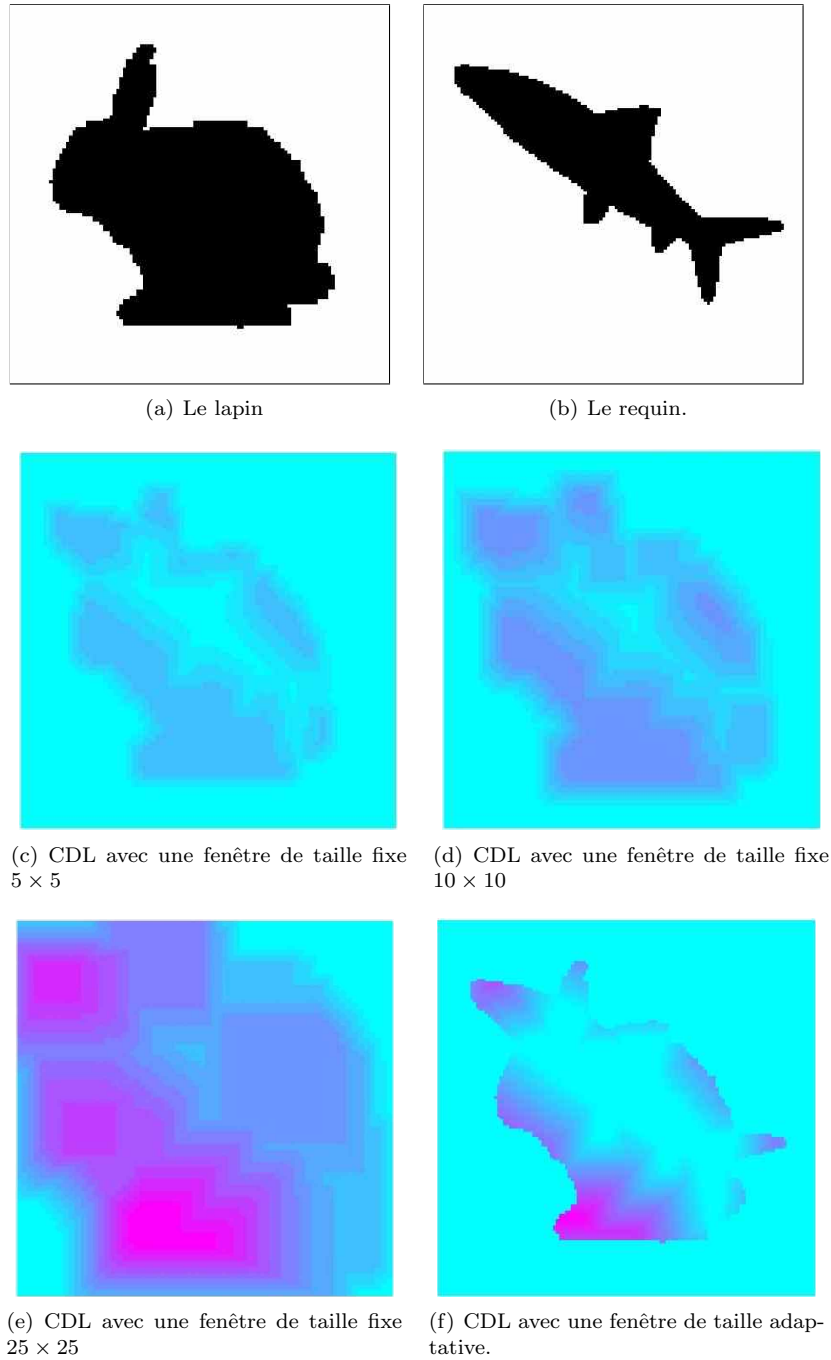 (a) Le lapin
(b) Le requin.
(c) CDL avec une fenêtre de taille fixe
5 × 5
(d) CDL avec une fenêtre de taille fixe
10 × 10
(e) CDL avec une fenêtre de taille fixe
25 × 25
(f) CDL avec une fenêtre de taille adap-
tative.